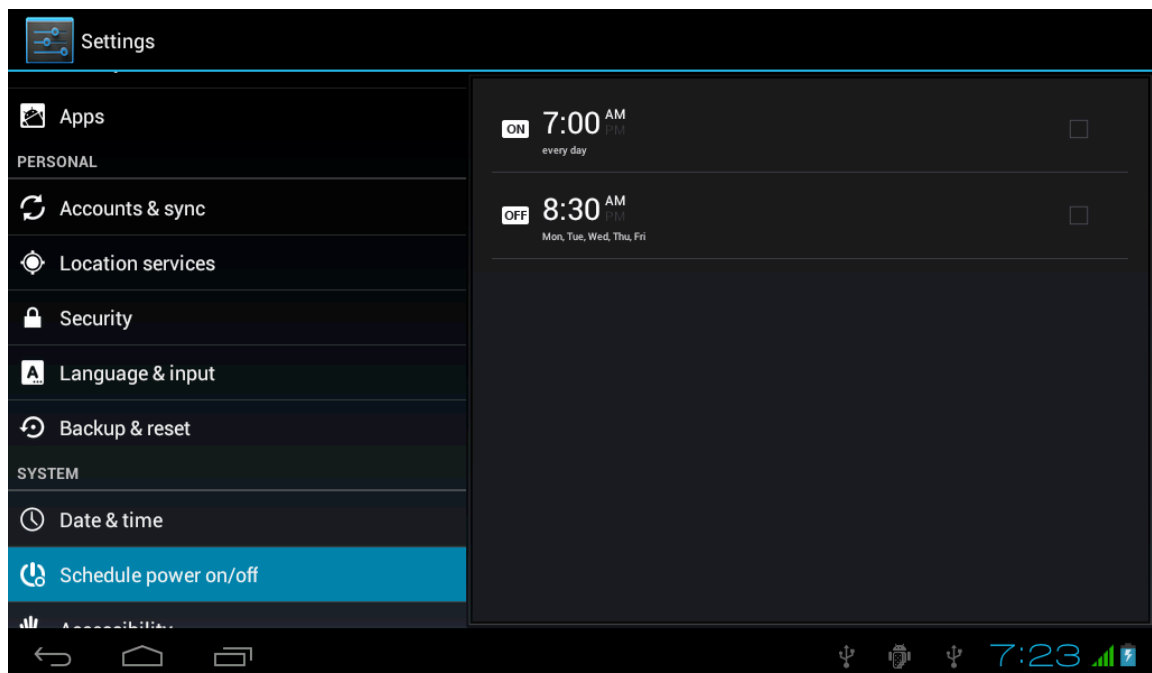 Settings
Apps
PERSONAL
Accounts & sync
Location services
Security
Language & input
Backup & reset
SYSTEM
Date & time
Schedule power on/off
Accessibility
ON 7:00 AM PM
every day
OFF 8:30 AM PM
Mon, Tue, Wed, Thu, Fri
7:23